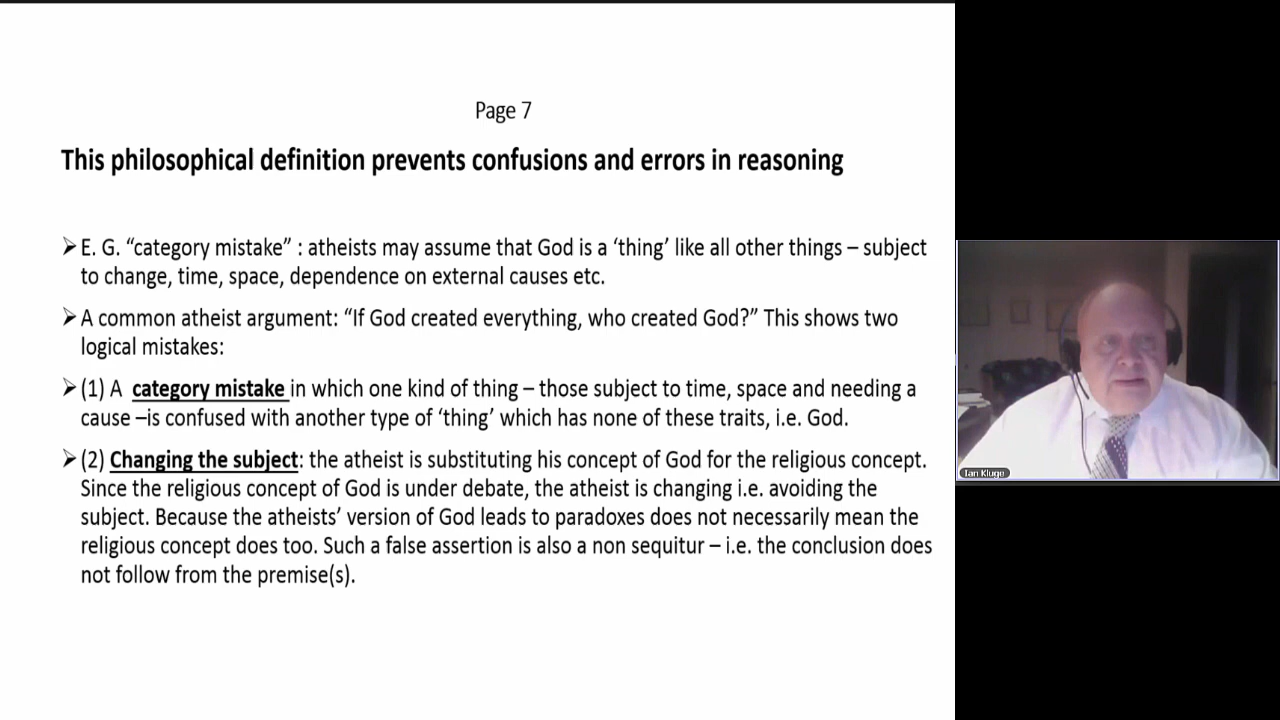 Page 7
This philosophical definition prevents confusions and errors in reasoning
➢E. G. “category mistake” : atheists may assume that God is a ‘thing’ like all other things – subject
to change, time, space, dependence on external causes etc.
➢A common atheist argument: “If God created everything, who created God?” This shows two
logical mistakes:
➢(1) A category mistake in which one kind of thing – those subject to time, space and needing a
cause –is confused with another type of ‘thing’ which has none of these traits, i.e. God.
➢(2) Changing the subject: the atheist is substituting his concept of God for the religious concept.
Since the religious concept of God is under debate, the atheist is changing i.e. avoiding the
subject. Because the atheists’ version of God leads to paradoxes does not necessarily mean the
religious concept does too. Such a false assertion is also a non sequitur – i.e. the conclusion does
not follow from the premise(s).
Ian Kluge